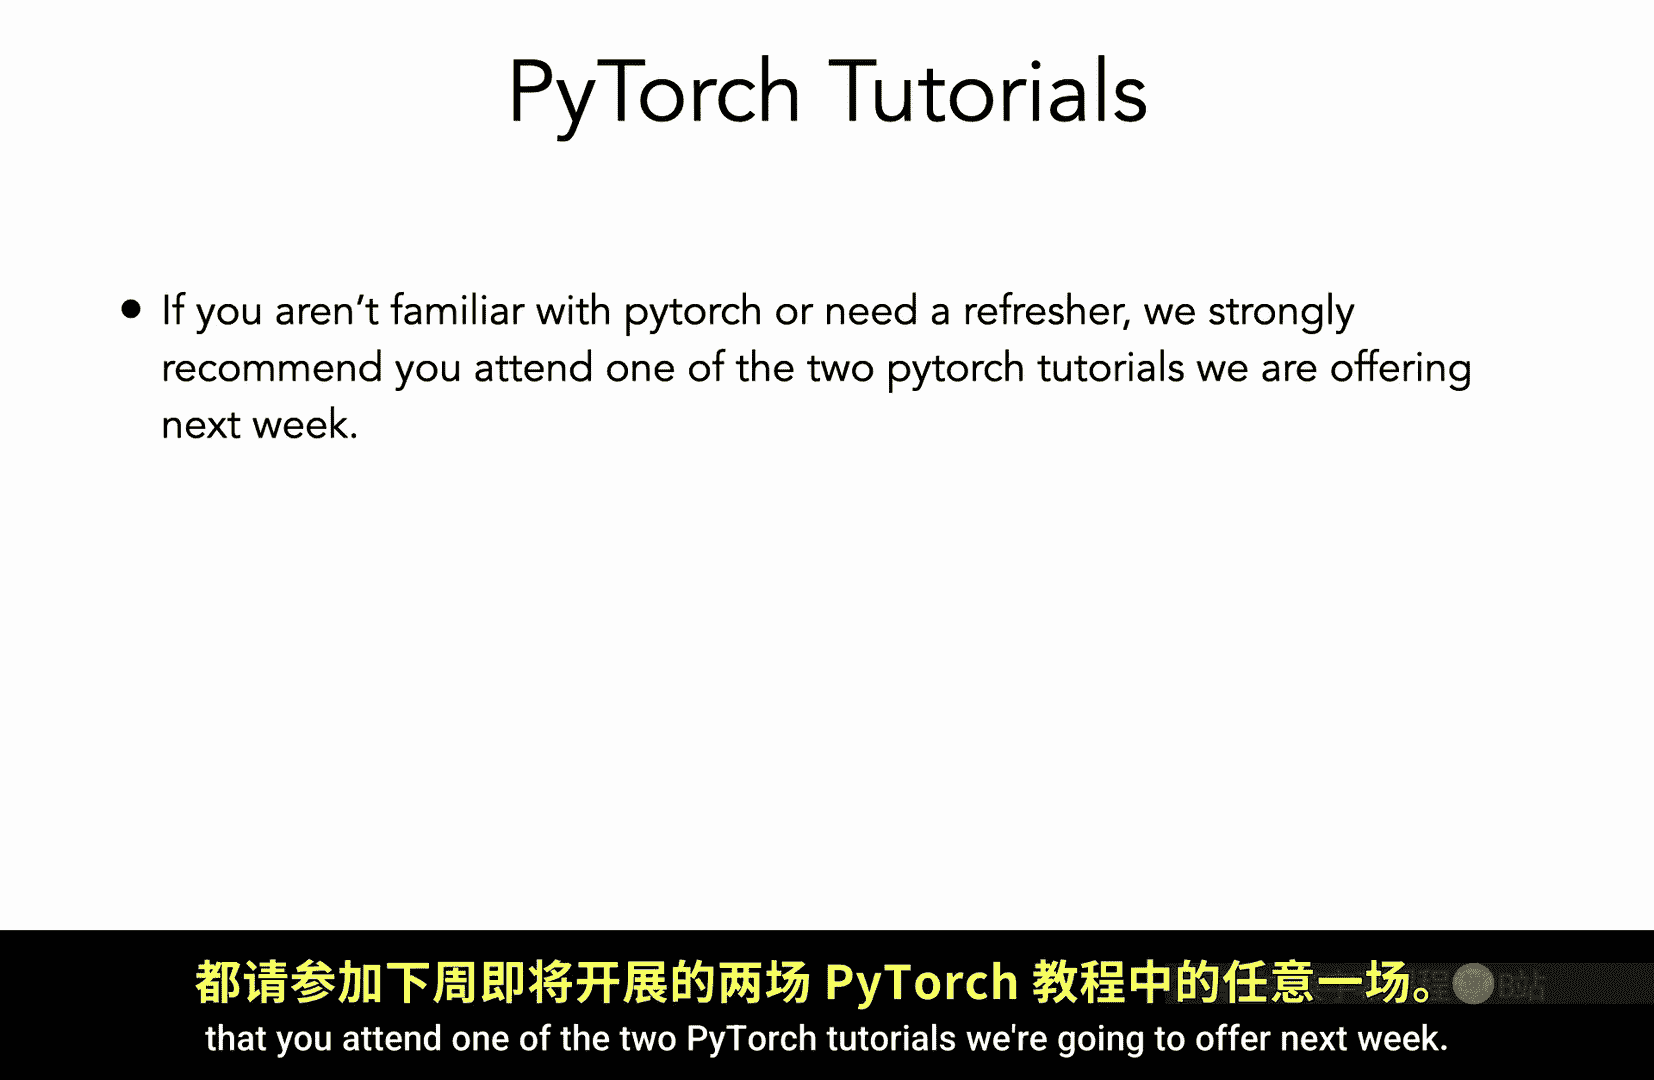 PyTorch Tutorials
• If you aren’t familiar with pytorch or need a refresher, we strongly
recommend you attend one of the two pytorch tutorials we are offering
next week.
都请参加下周即将开展的两场 PyTorch 教程中的任意一场。
B站
that you attend one of the two PyTorch tutorials we're going to offer next week.